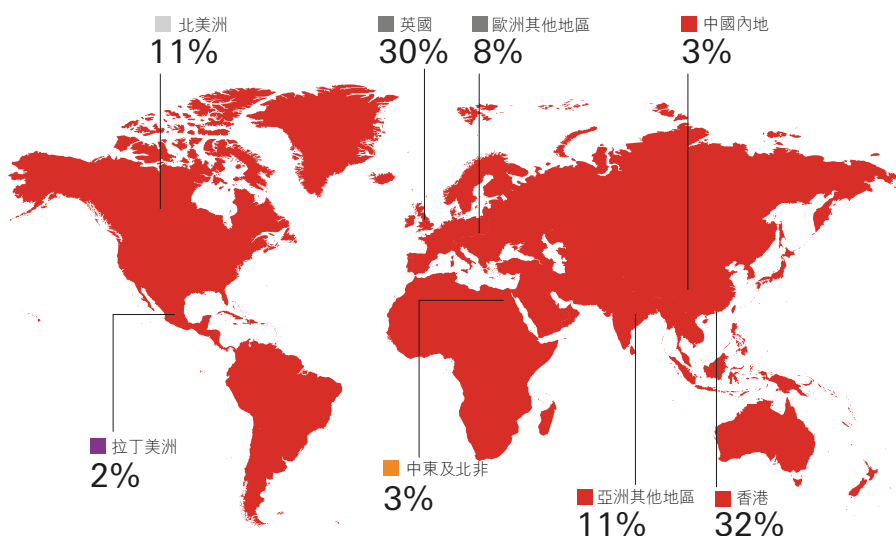 北美洲
11%
英國
30%
歐洲其他地區
8%
中國內地
3%
拉丁美洲
2%
中東及北非
3%
亞洲其他地區
11%
香港
32%